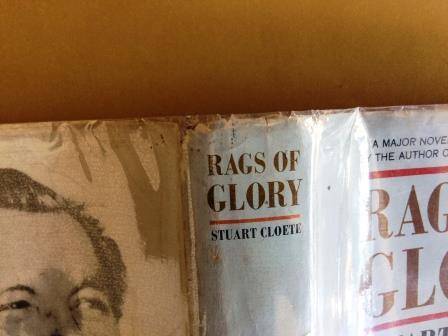 RAGS OF
GLORY
STUART CLOETE
A MAJOR NOVE
THE AUTHOR
RAG
GLO